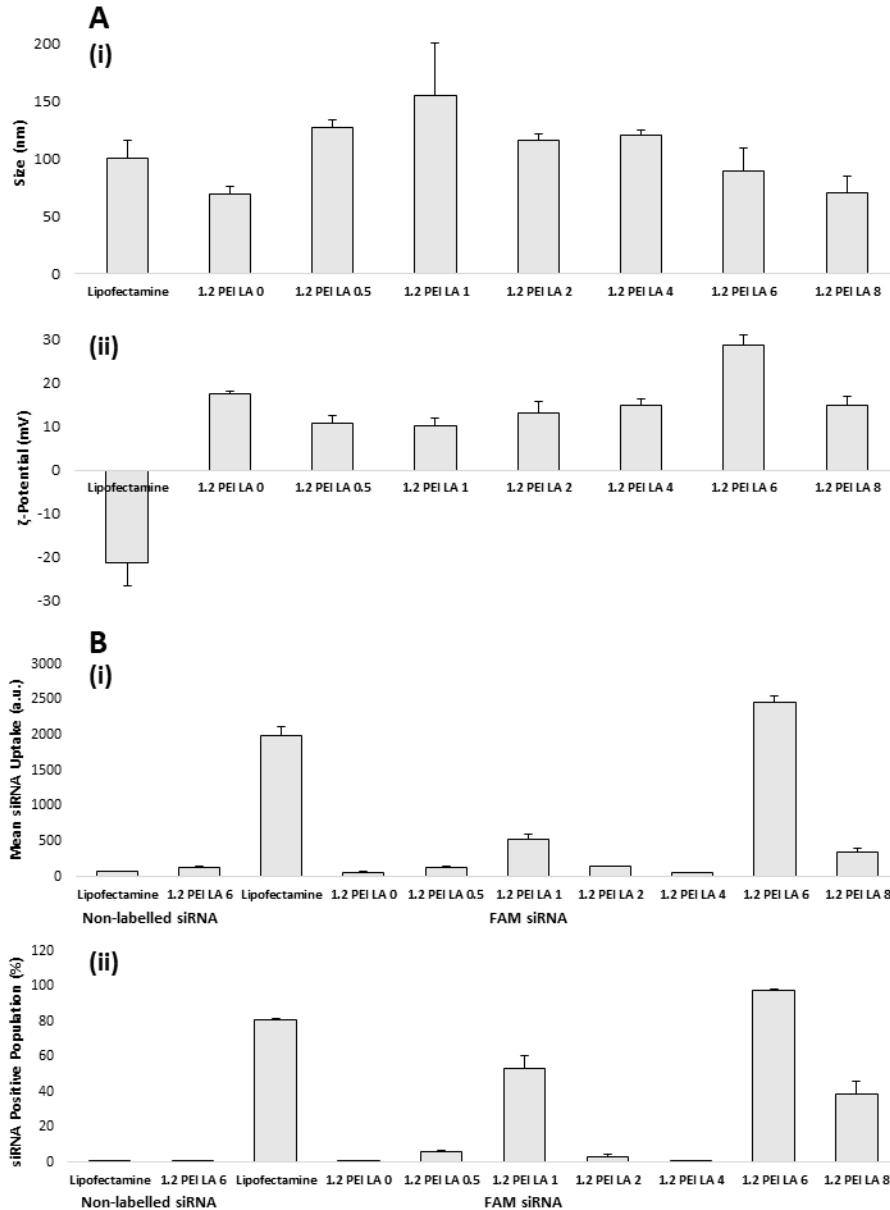 A
(i)
200
150
100
50
0
Size (nm)
Lipofectamine 1.2 PEI LA 0 1.2 PEI LA 0.5 1.2 PEI LA 1 1.2 PEI LA 2 1.2 PEI LA 4 1.2 PEI LA 6 1.2 PEI LA 8
(ii)
30
20
10
0
-10
-20
-30
ζ-Potential (mV)
Lipofectamine 1.2 PEI LA 0 1.2 PEI LA 0.5 1.2 PEI LA 1 1.2 PEI LA 2 1.2 PEI LA 4 1.2 PEI LA 6 1.2 PEI LA 8
B
(i)
3000
2500
2000
1500
1000
500
0
Mean siRNA Uptake (a.u.)
Lipofectamine 1.2 PEI LA 6 Lipofectamine 1.2 PEI LA 0 1.2 PEI LA 0.5 1.2 PEI LA 1 1.2 PEI LA 2 1.2 PEI LA 4 1.2 PEI LA 6 1.2 PEI LA 8
Non-labelled siRNA FAM siRNA
(ii)
120
100
80
60
40
20
0
siRNA Positive Population (%)
Lipofectamine 1.2 PEI LA 6 Lipofectamine 1.2 PEI LA 0 1.2 PEI LA 0.5 1.2 PEI LA 1 1.2 PEI LA 2 1.2 PEI LA 4 1.2 PEI LA 6 1.2 PEI LA 8
Non-labelled siRNA FAM siRNA